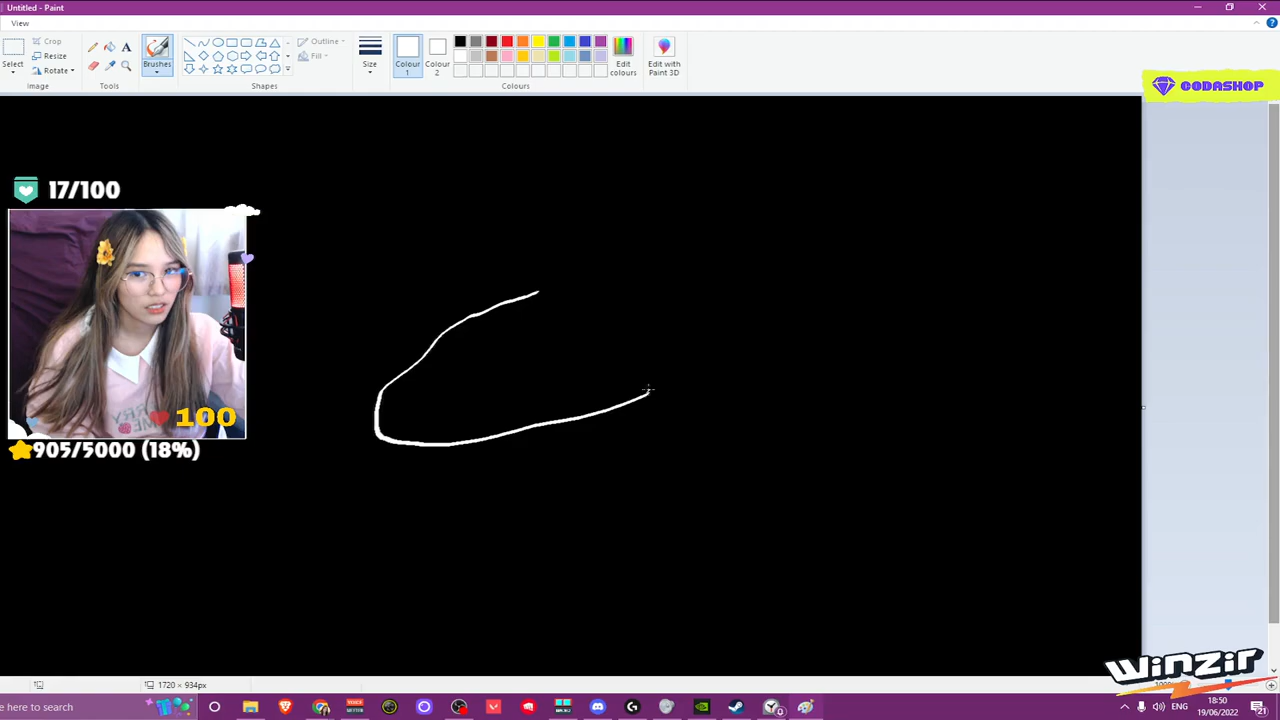 Untitled - Paint
View
Crop
Resize
Rotate
Select
Image
A
Tools
Brushes
Outline
Fill
Shapes
Size
Colour 1
Colour 2
Edit colours
Colours
Edit with Paint 3D
CODASHOP
17/100
100
905/5000 (18%)
winzir
1720 × 934px
100%
here to search
ENG
18:50
19/06/2022
21